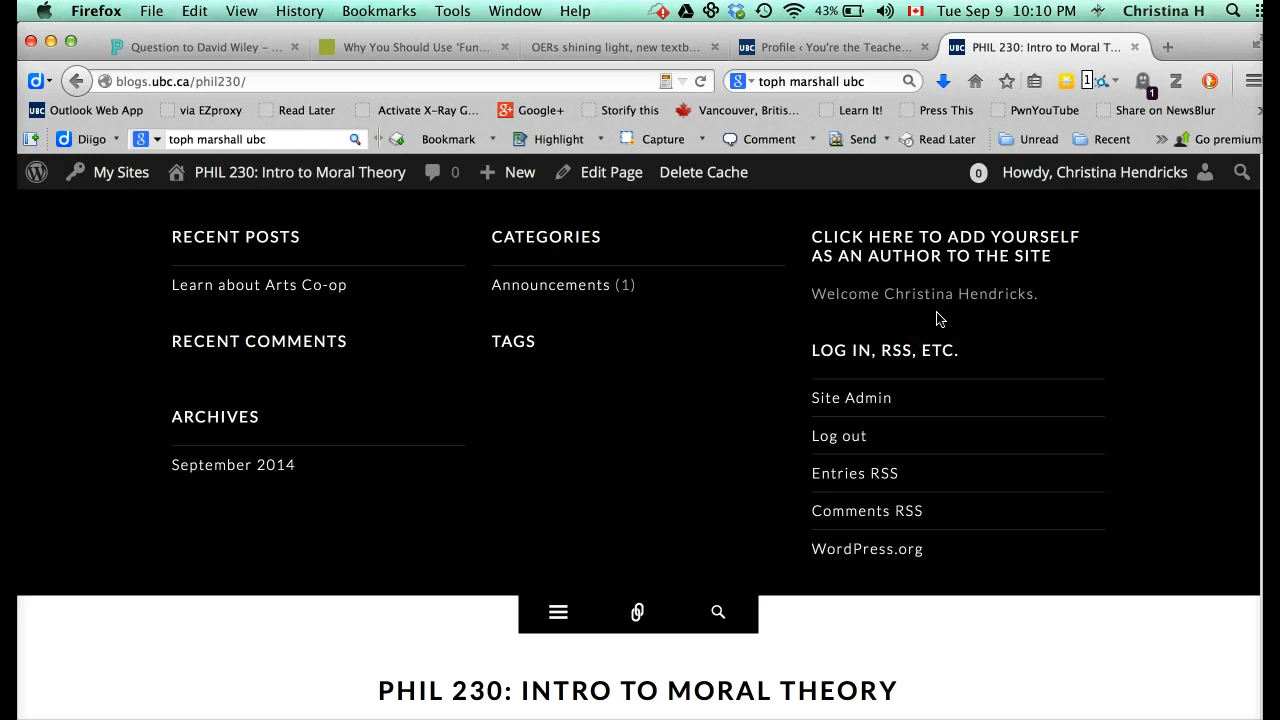 Firefox File Edit View History Bookmarks Tools Window Help 43% Tue Sep 9 10:10 PM Christina H
Question to David Wiley – ... Why You Should Use 'Fun... OERs shining light, new textb... Profile ‹ You're the Teache... PHIL 230: Intro to Moral T...
blogs.ubc.ca/phil230/ toph marshall ubc 1
1
Outlook Web App via EZproxy Read Later Activate X-Ray G... Google+ Storify this Vancouver, Britis... Learn It! Press This PwnYouTube Share on NewsBlur
Diigo toph marshall ubc Bookmark Highlight Capture Comment Send Read Later Unread Recent Go premium
My Sites PHIL 230: Intro to Moral Theory 0 New Edit Page Delete Cache 0 Howdy, Christina Hendricks
RECENT POSTS
Learn about Arts Co-op
RECENT COMMENTS
ARCHIVES
September 2014
CATEGORIES
Announcements (1)
TAGS
CLICK HERE TO ADD YOURSELF
AS AN AUTHOR TO THE SITE
Welcome Christina Hendricks.
LOG IN, RSS, ETC.
Site Admin
Log out
Entries RSS
Comments RSS
WordPress.org
PHIL 230: INTRO TO MORAL THEORY